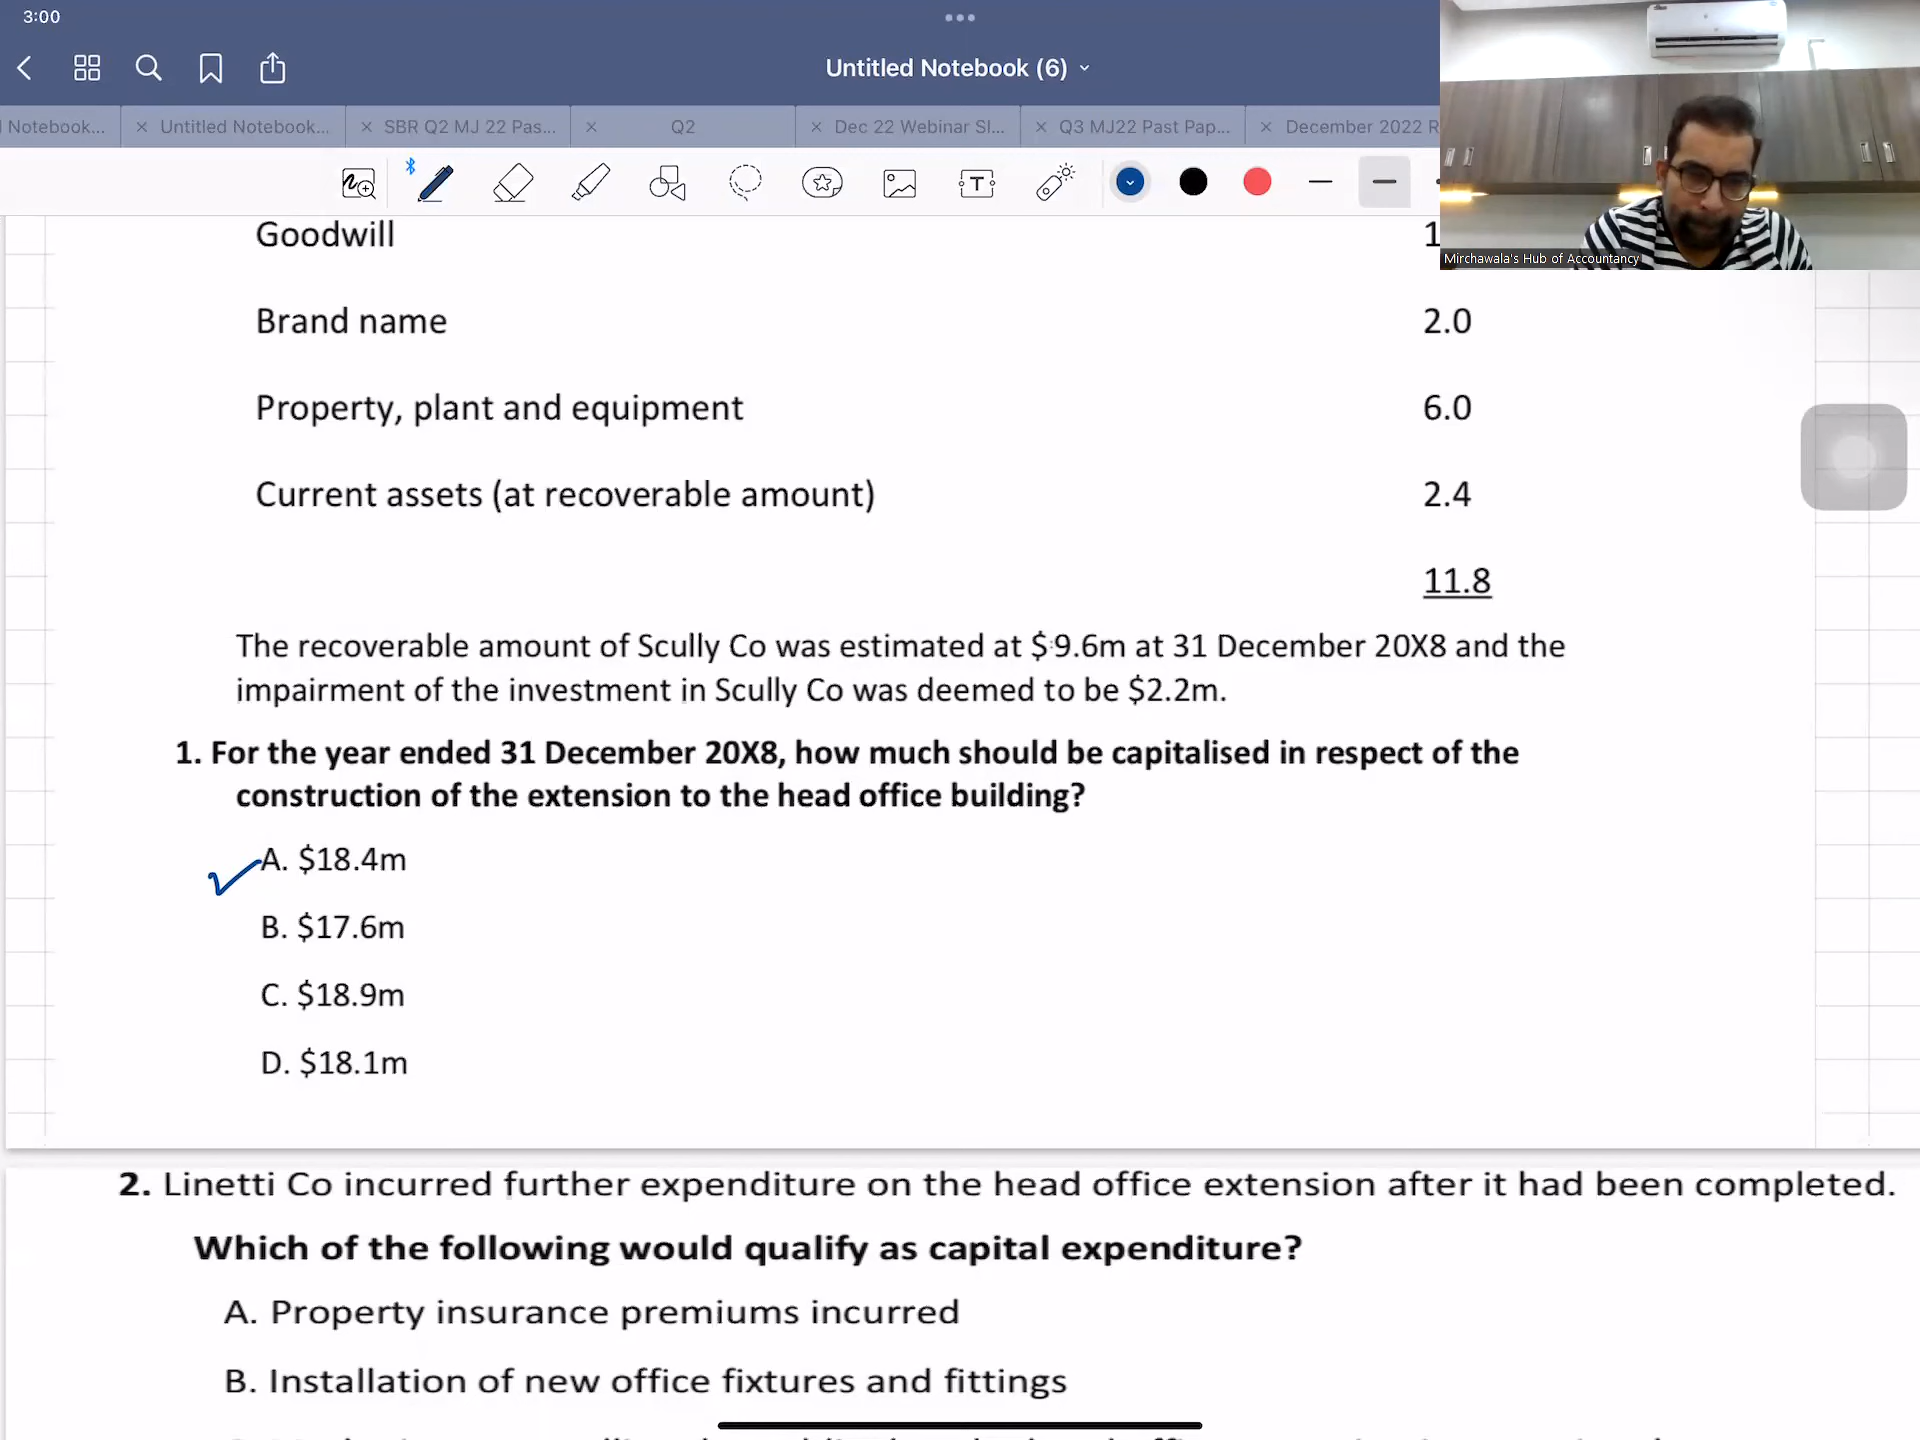 3:00
Untitled Notebook (6)
Notebook...
Untitled Notebook...
SBR Q2 MJ 22 Pas...
Q2
Dec 22 Webinar Sl...
Q3 MJ22 Past Pap...
December 2022 R
Mirchawala's Hub of Accountancy
Goodwill 1
Brand name 2.0
Property, plant and equipment 6.0
Current assets (at recoverable amount) 2.4
11.8
The recoverable amount of Scully Co was estimated at $9.6m at 31 December 20X8 and the
impairment of the investment in Scully Co was deemed to be $2.2m.
1. For the year ended 31 December 20X8, how much should be capitalised in respect of the
construction of the extension to the head office building?
A. $18.4m
B. $17.6m
C. $18.9m
D. $18.1m
2. Linetti Co incurred further expenditure on the head office extension after it had been completed.
Which of the following would qualify as capital expenditure?
A. Property insurance premiums incurred
B. Installation of new office fixtures and fittings